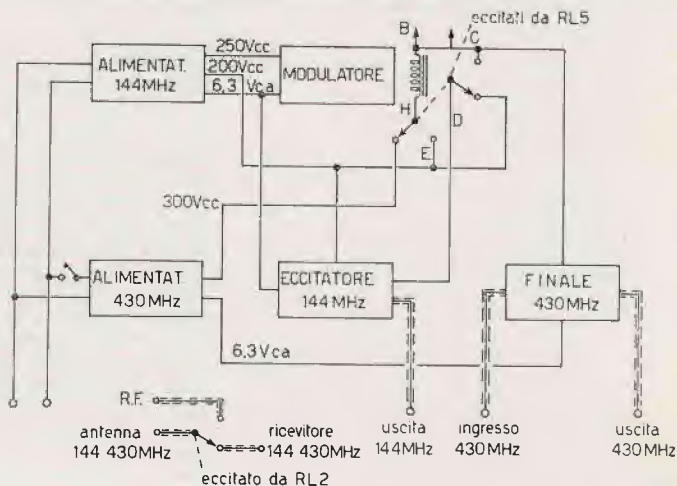 eccitati da RL5
B
C
250Vcc
200Vcc
6,3 Vca
ALIMENTAT.
144MHz
MODULATORE
H
D
E
300Vcc
ALIMENTAT.
430MHz
ECCITATORE
144 MHz
FINALE
430MHz
6.3Vca
R.F.
antenna
144 430MHz
ricevitore
144 430MHz
eccitato da RL2
uscita
144MHz
ingresso
430MHz
uscita
430MHz